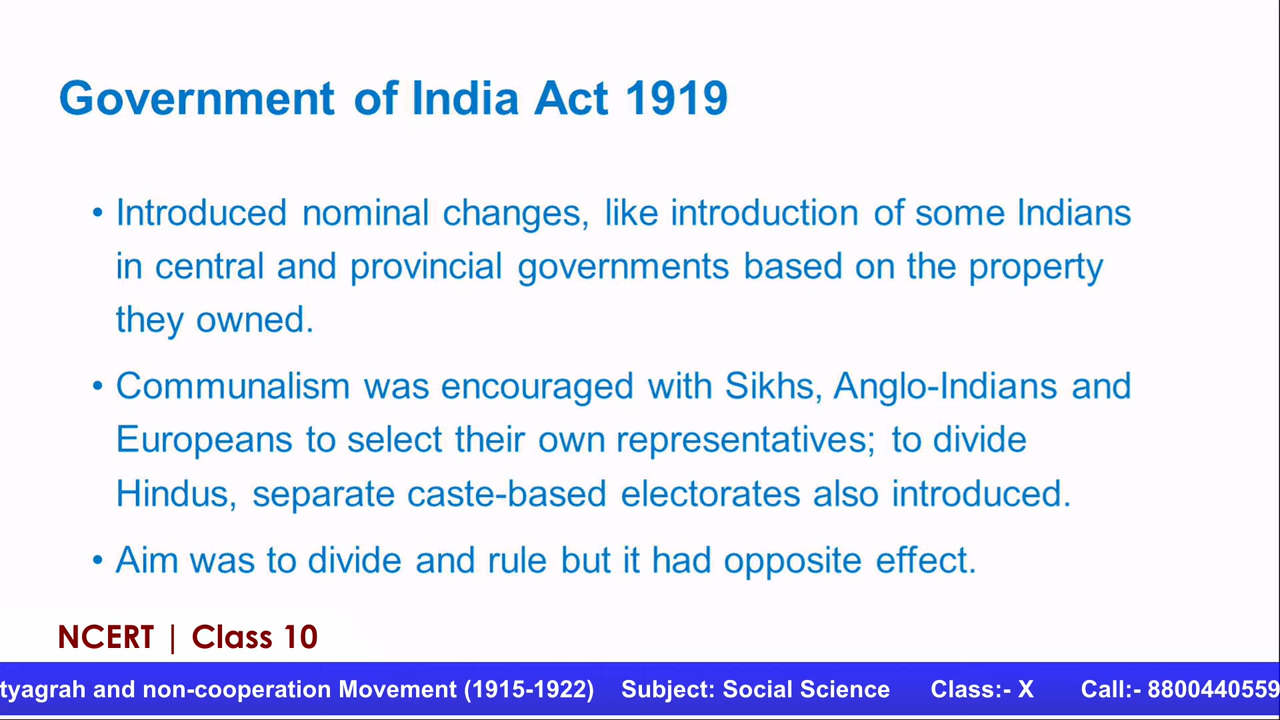 Government of India Act 1919
• Introduced nominal changes, like introduction of some Indians
in central and provincial governments based on the property
they owned.
• Communalism was encouraged with Sikhs, Anglo-Indians and
Europeans to select their own representatives; to divide
Hindus, separate caste-based electorates also introduced.
• Aim was to divide and rule but it had opposite effect.
NCERT | Class 10
tyagrah and non-cooperation Movement (1915-1922) Subject: Social Science Class:- X Call:- 8800440559